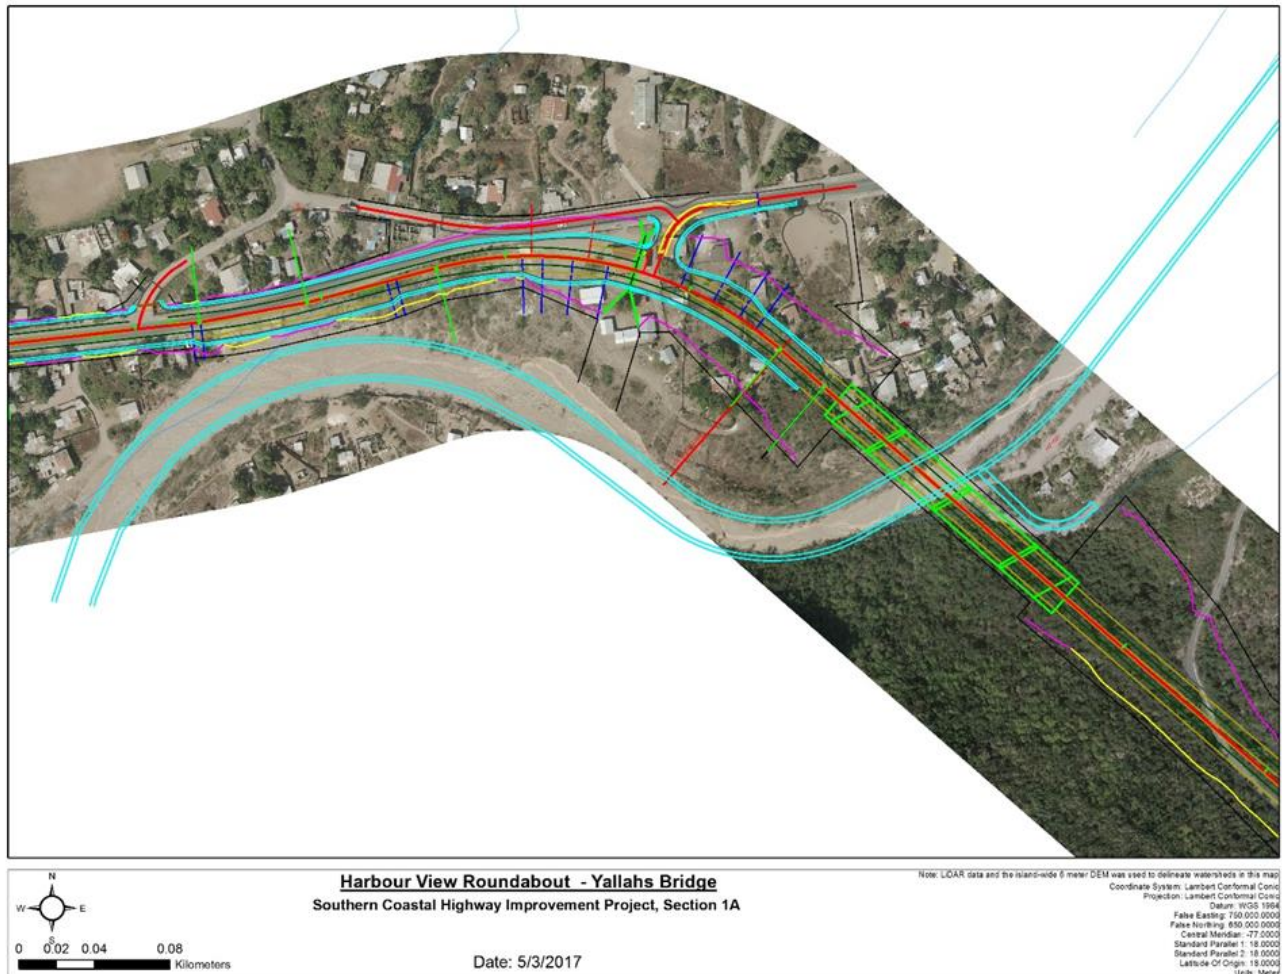 Harbour View Roundabout - Yallahs Bridge
Southern Coastal Highway Improvement Project, Section 1A
Date: 5/3/2017
N
W E
S
0 0.02 0.04 0.08
Kilometers
Note: LiDAR data and the island-wide 6 meter DEM was used to delineate watersheds in this map
Coordinate System: Lambert Conformal Conic
Projection: Lambert Conformal Conic
Datum: WGS 1984
False Easting: 750,000.0000
False Northing: 650,000.0000
Central Meridian: -77.0000
Standard Parallel 1: 18.0000
Standard Parallel 2: 18.0000
Latitude Of Origin: 18.0000
Units: Meter